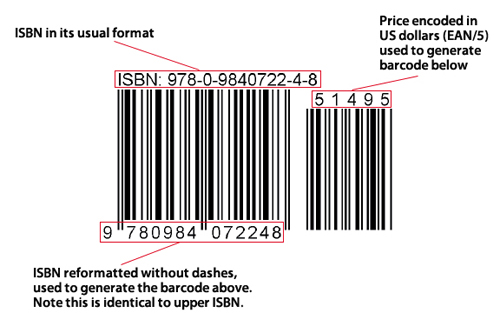 ISBN in its usual format
Price encoded in
US dollars (EAN/5)
used to generate
barcode below
ISBN: 978-0-9840722-4-8
5 1 4 9 5
9 780984 072248
ISBN reformatted without dashes,
used to generate the barcode above.
Note this is identical to upper ISBN.